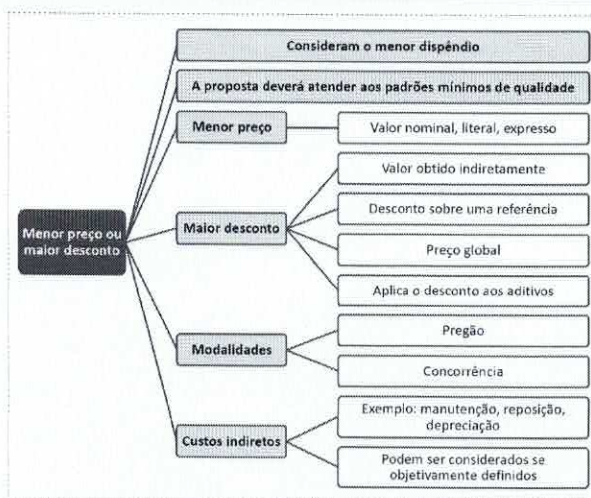 Consideram o menor dispêndio
A proposta deverá atender aos padrões mínimos de qualidade
Menor preço
Valor nominal, literal, expresso
Menor preço ou
maior desconto
Maior desconto
Valor obtido indiretamente
Desconto sobre uma referência
Preço global
Aplica o desconto aos aditivos
Modalidades
Pregão
Concorrência
Custos indiretos
Exemplo: manutenção, reposição,
depreciação
Podem ser considerados se
objetivamente definidos